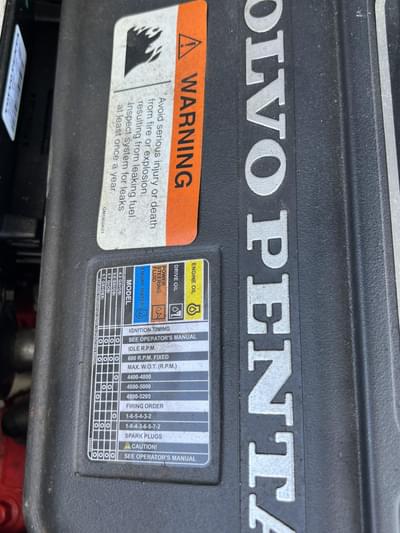 VOLVO PENTA
WARNING
Avoid serious injury or death
from fire or explosion
resulting from leaking fuel.
Inspect system for leaks
at least once a year.
ENGINE OIL
DRIVE OIL
POWER
STEERING
FLUID
MODEL
IGNITION TIMING
SEE OPERATOR'S MANUAL
IDLE R.P.M.
600 R.P.M. FIXED
MAX. W.O.T. (R.P.M.)
4400-4800
4600-5000
4800-5200
FIRING ORDER
1-6-5-4-3-2
1-8-4-3-6-5-7-2
SPARK PLUGS
CAUTION!
SEE OPERATOR'S MANUAL